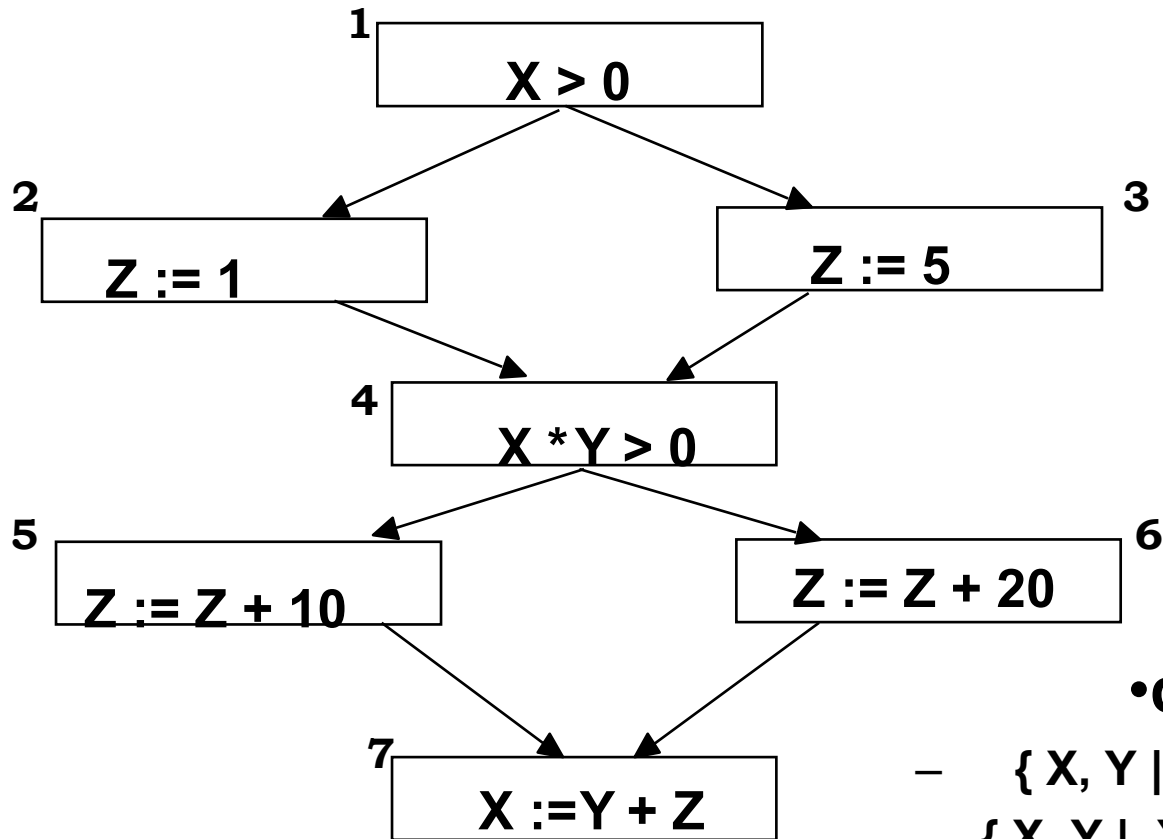 1
X > 0
2
3
Z := 1
Z := 5
4
X * Y > 0
5
6
Z := Z + 10
Z := Z + 20
•
7
– { X, Y |
X :=Y + Z
{ X, Y |